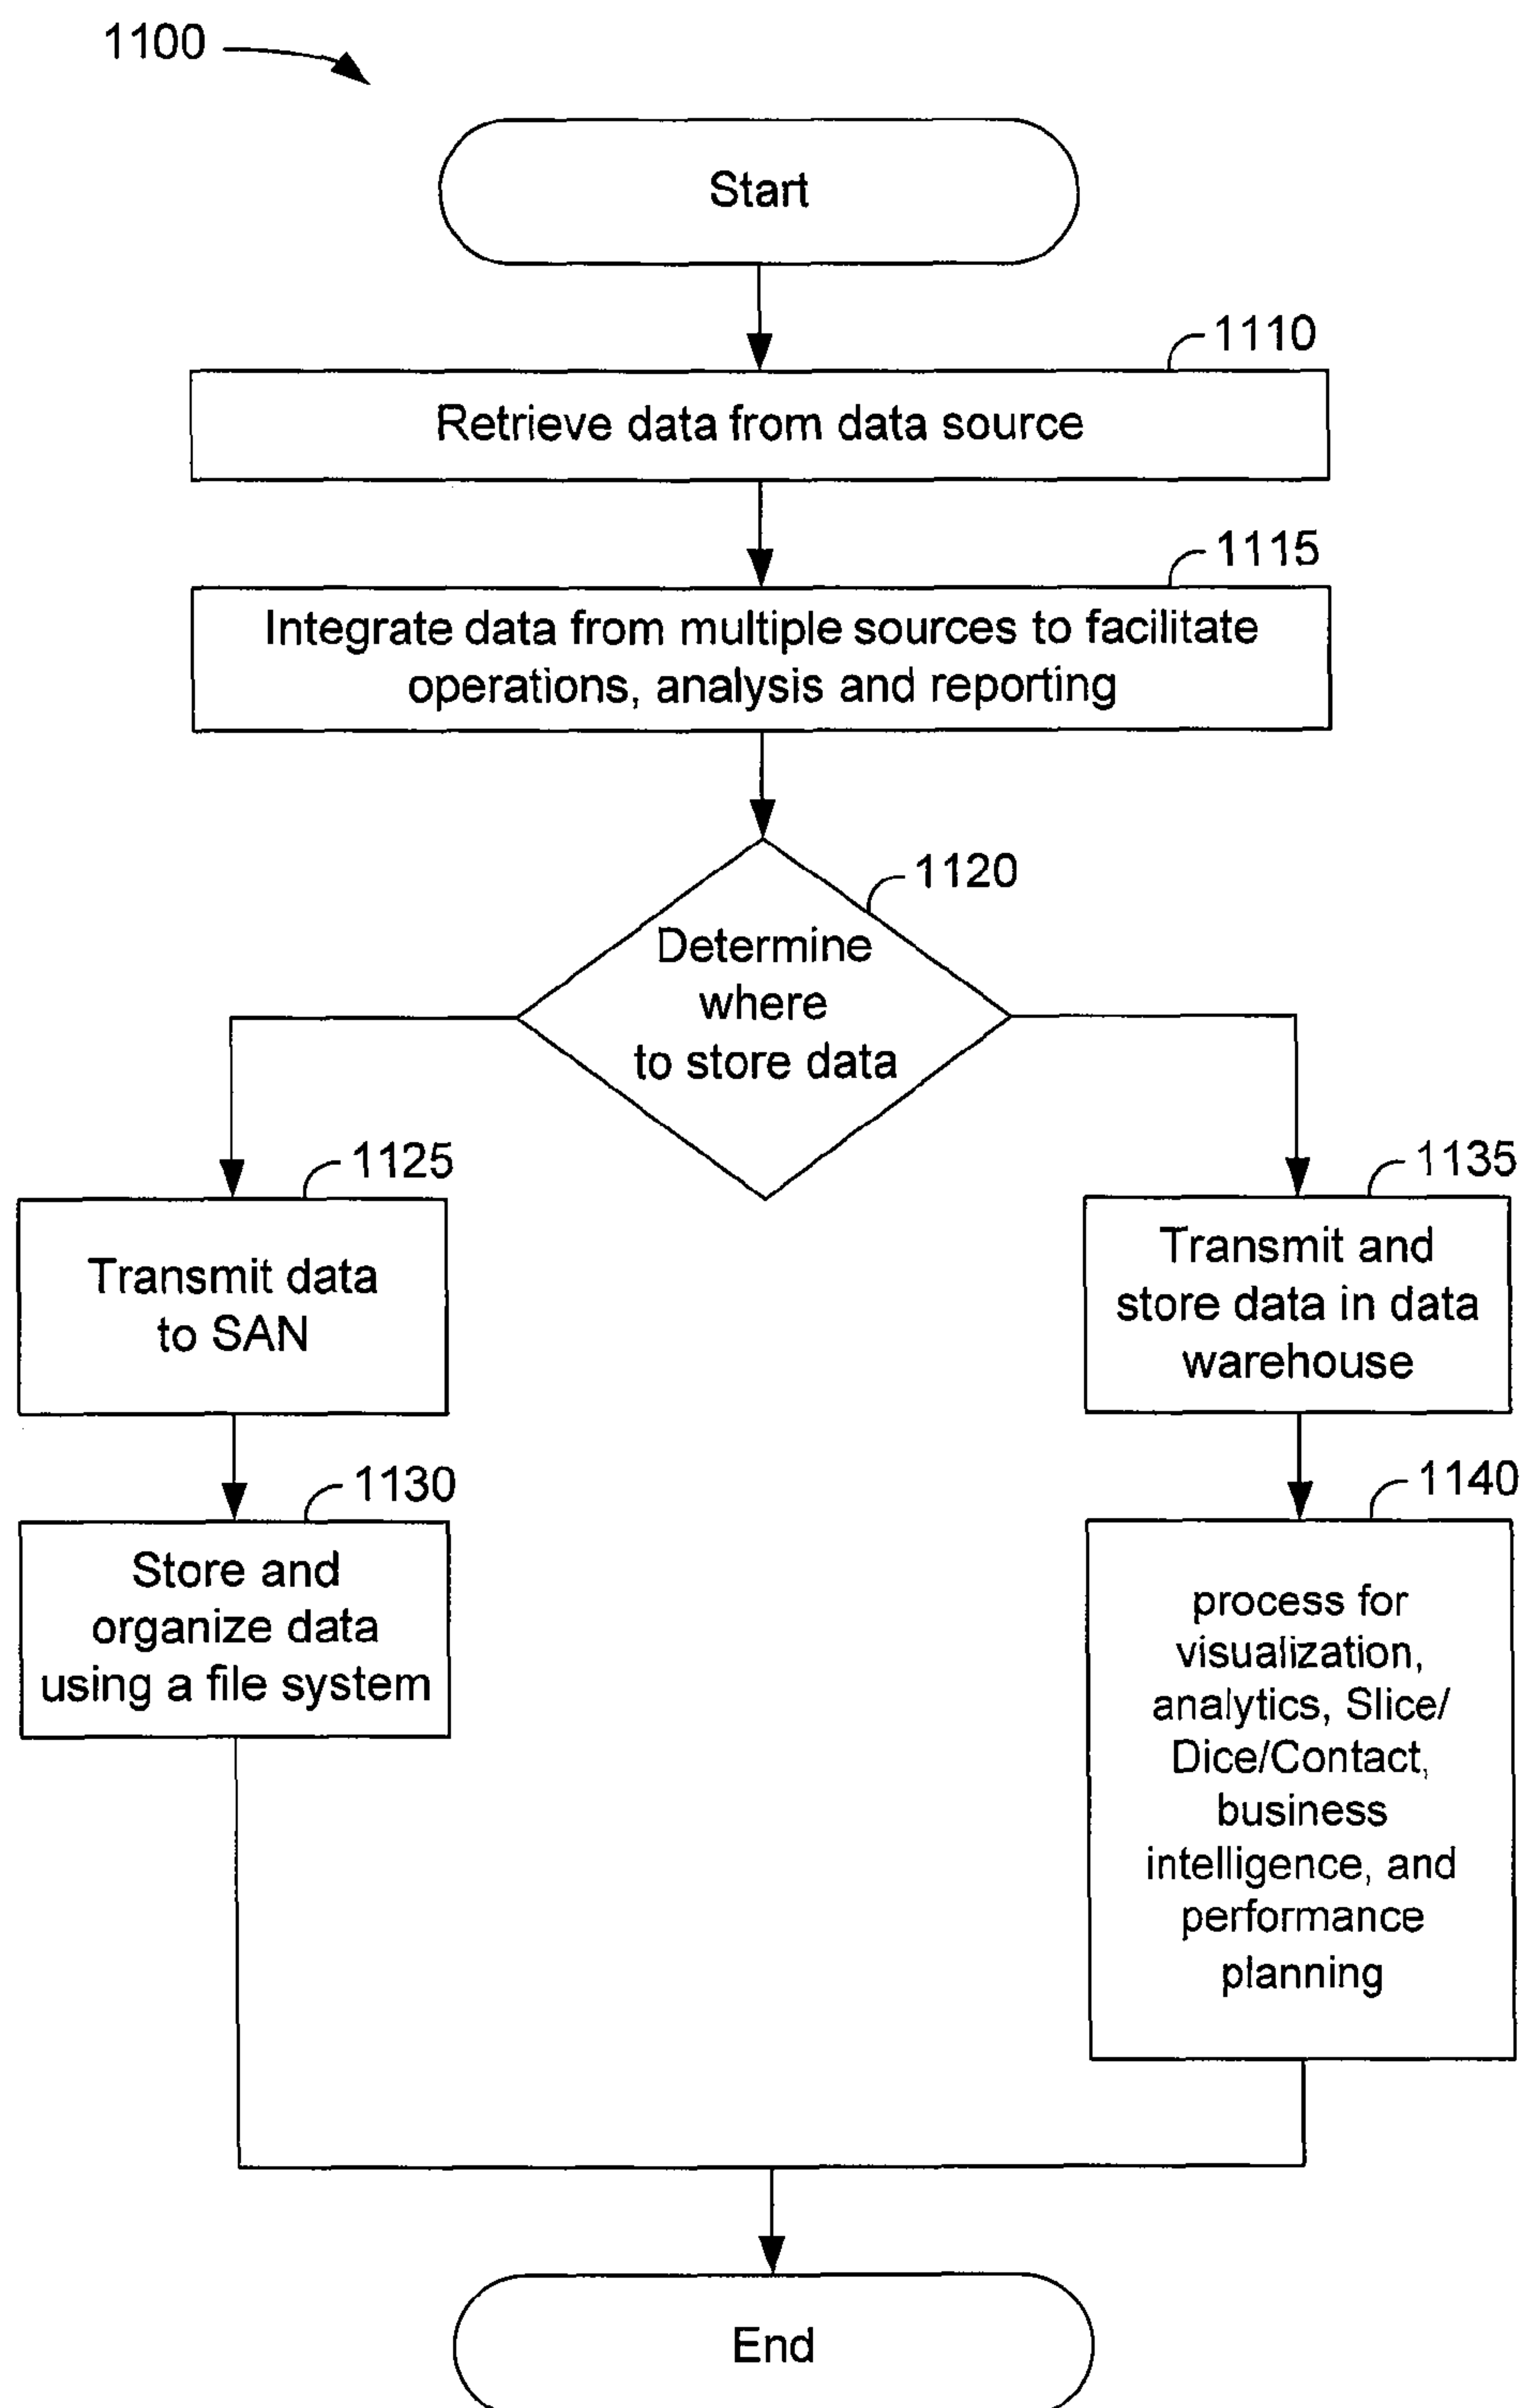 1100
Start
1110
Retrieve data from data source
1115
Integrate data from multiple sources to facilitate
operations, analysis and reporting
1120
Determine
where
to store data
1125
Transmit data
to SAN
1130
Store and
organize data
using a file system
1135
Transmit and
store data in data
warehouse
1140
process for
visualization,
analytics, Slice/
Dice/Contact,
business
intelligence, and
performance
planning
End